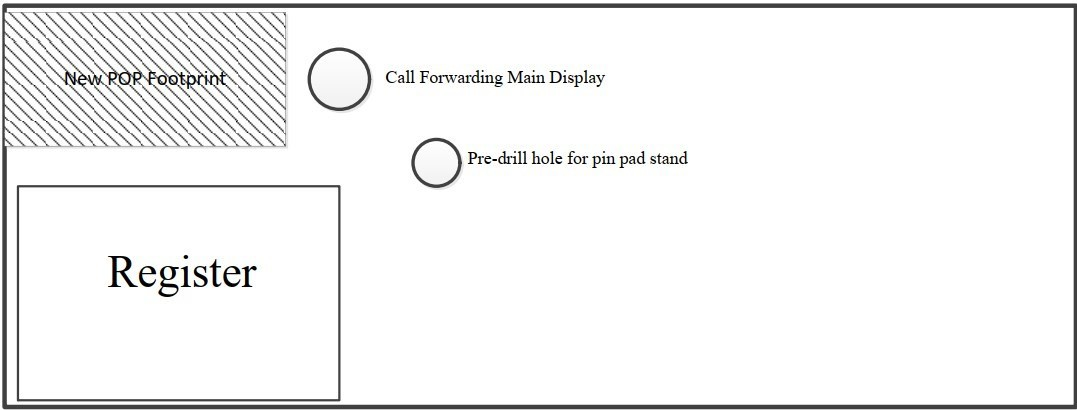 New POP Footprint
Call Forwarding Main Display
Pre-drill hole for pin pad stand
Register